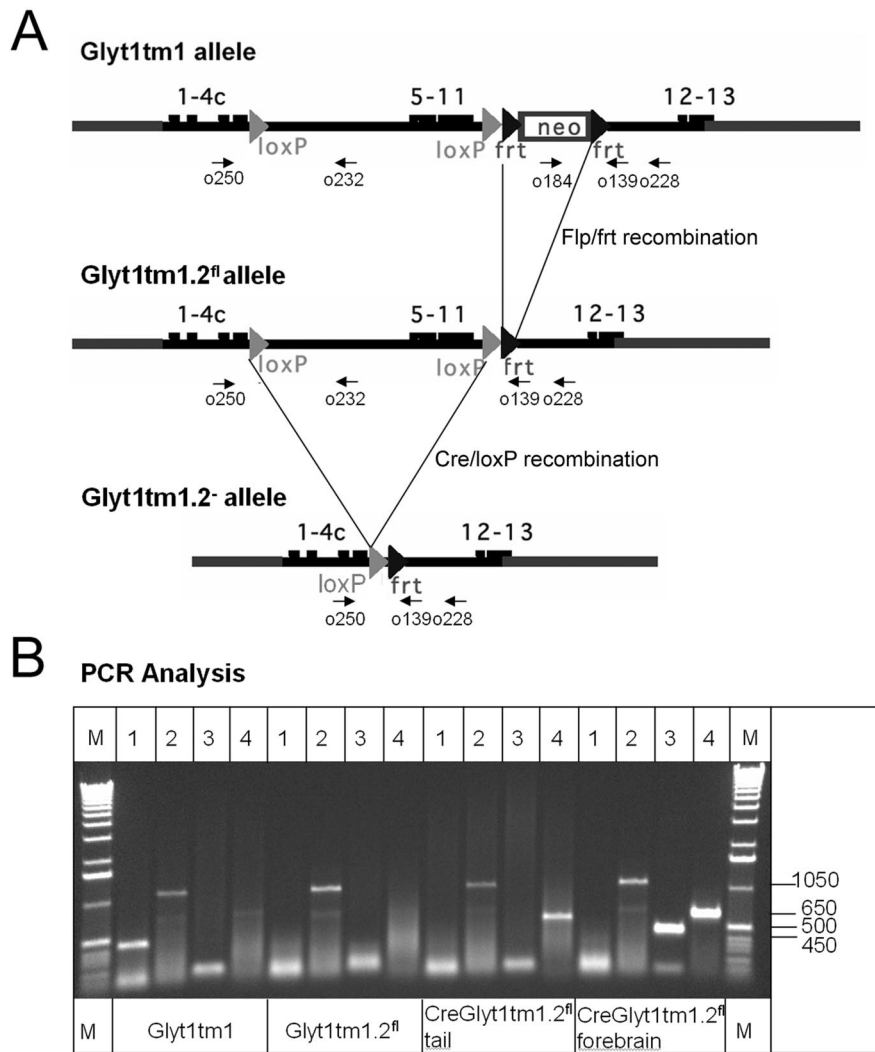 A
Glyt1tm1 allele
1-4c 5-11 12-13
loxP loxP frt neo frt
o250 o232 o184 o139 o228
Flp/frt recombination
Glyt1tm1.2fl allele
1-4c 5-11 12-13
loxP loxP frt
o250 o232 o139 o228
Cre/loxP recombination
Glyt1tm1.2- allele
1-4c 12-13
loxP frt
o250 o139 o228
B PCR Analysis
M 1 2 3 4 1 2 3 4 1 2 3 4 1 2 3 4 M
1050
650
500
450
M Glyt1tm1 Glyt1tm1.2fl CreGlyt1tm1.2fl CreGlyt1tm1.2fl M
tail forebrain